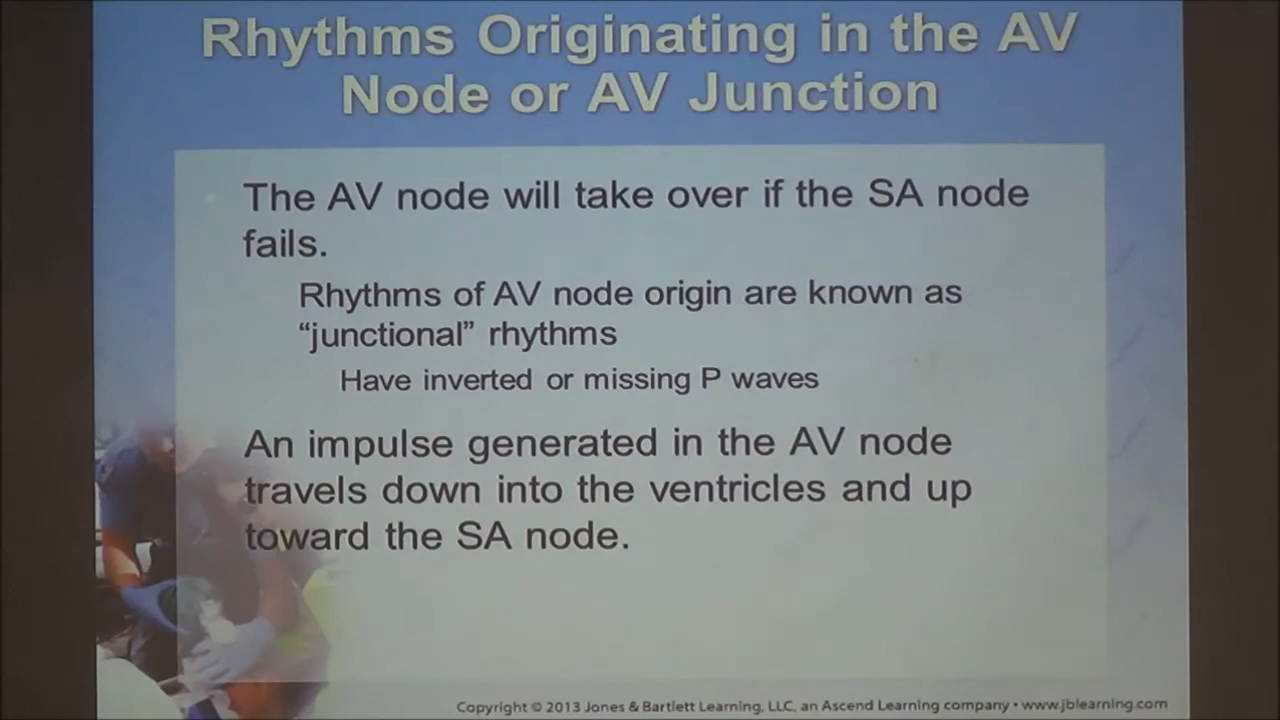 Rhythms Originating in the AV
Node or AV Junction
The AV node will take over if the SA node
fails.
Rhythms of AV node origin are known as
“junctional” rhythms
Have inverted or missing P waves
An impulse generated in the AV node
travels down into the ventricles and up
toward the SA node.
Copyright © 2013 Jones & Bartlett Learning, LLC, an Ascend Learning company • www.jblearning.com